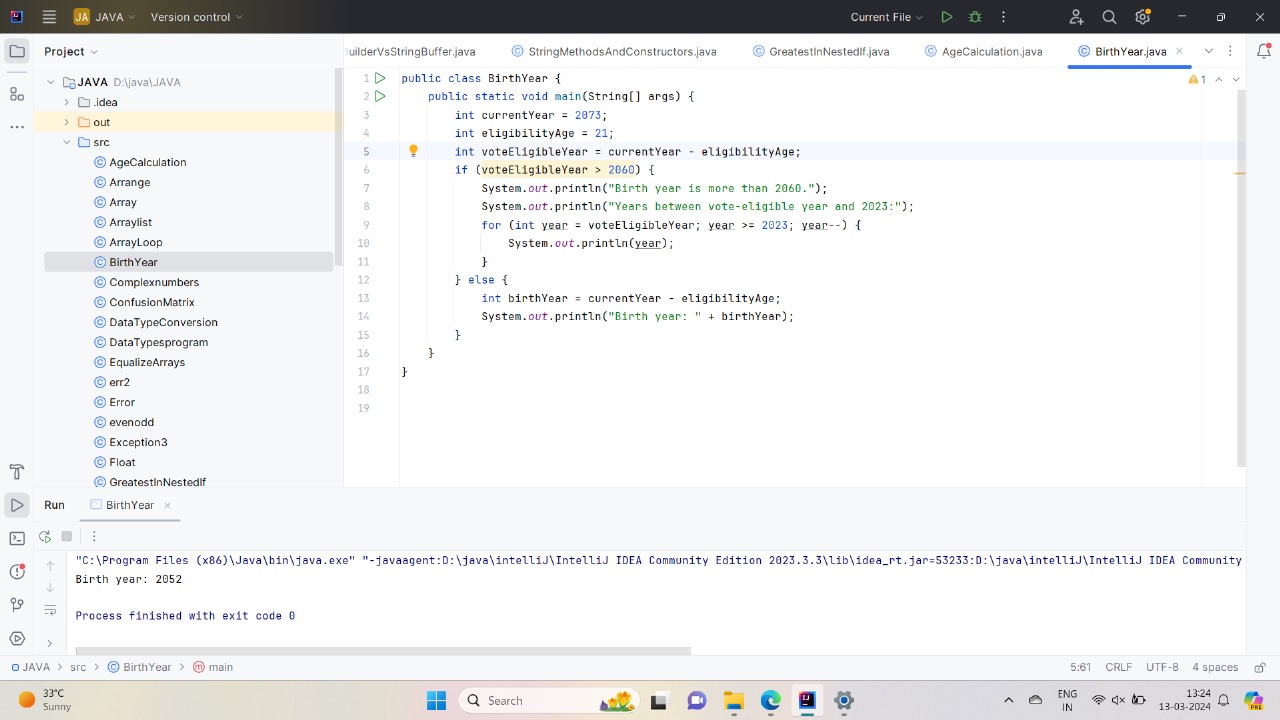 JA JAVA Version control Current File
Project
uilderVsStringBuffer.java StringMethodsAndConstructors.java GreatestInNestedIf.java AgeCalculation.java BirthYear.java
JAVA D:\java\JAVA
.idea
out
src
AgeCalculation
Arrange
Array
Arraylist
ArrayLoop
BirthYear
Complexnumbers
ConfusionMatrix
DataTypeConversion
DataTypesprogram
EqualizeArrays
err2
Error
evenodd
Exception3
Float
GreatestInNestedIf
1 public class BirthYear {
2 public static void main(String[] args) {
3 int currentYear = 2073;
4 int eligibilityAge = 21;
5 int voteEligibleYear = currentYear - eligibilityAge;
6 if (voteEligibleYear > 2060) {
7 System.out.println("Birth year is more than 2060.");
8 System.out.println("Years between vote-eligible year and 2023:");
9 for (int year = voteEligibleYear; year >= 2023; year--) {
10 System.out.println(year);
11 }
12 } else {
13 int birthYear = currentYear - eligibilityAge;
14 System.out.println("Birth year: " + birthYear);
15 }
16 }
17 }
18
19
1
Run BirthYear
"C:\Program Files (x86)\Java\bin\java.exe" "-javaagent:D:\java\intelliJ\IntelliJ IDEA Community Edition 2023.3.3\lib\idea_rt.jar=53233:D:\java\intelliJ\IntelliJ IDEA Community
Birth year: 2052
Process finished with exit code 0
JAVA > src > BirthYear > main 5:61 CRLF UTF-8 4 spaces
33°C
Sunny
Search
ENG
IN
13:24
13-03-2024
PRE